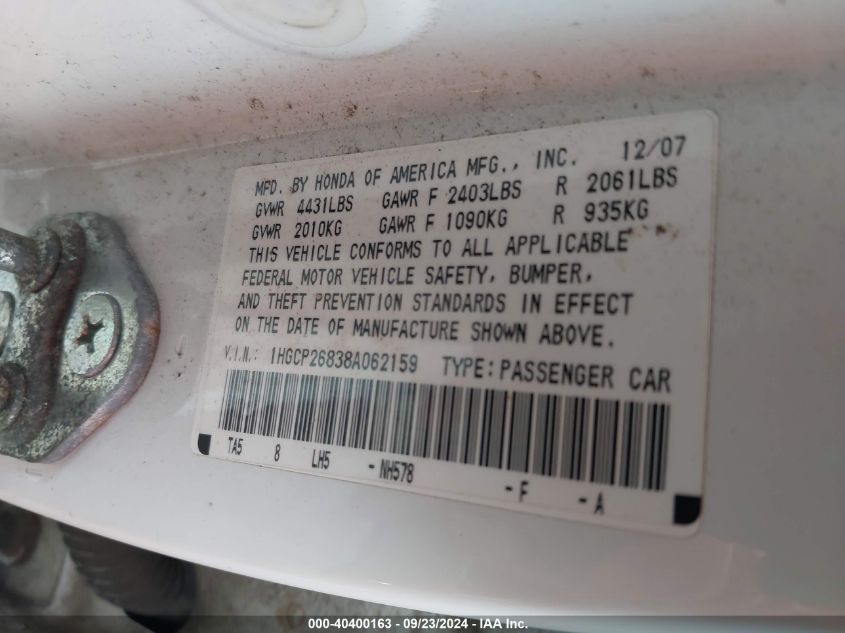 MFD. BY HONDA OF AMERICA MFG., INC. 12/07
GVWR 4431LBS GAWR F 2403LBS R 2061LBS
GVWR 2010KG GAWR F 1090KG R 935KG
THIS VEHICLE CONFORMS TO ALL APPLICABLE
FEDERAL MOTOR VEHICLE SAFETY, BUMPER,
AND THEFT PREVENTION STANDARDS IN EFFECT
ON THE DATE OF MANUFACTURE SHOWN ABOVE.
V.I.N.: 1HGCP26838A062159 TYPE: PASSENGER CAR
TA5 8 LH5 -NH578 -F -A
000-40400163 - 09/23/2024 - IAA Inc.